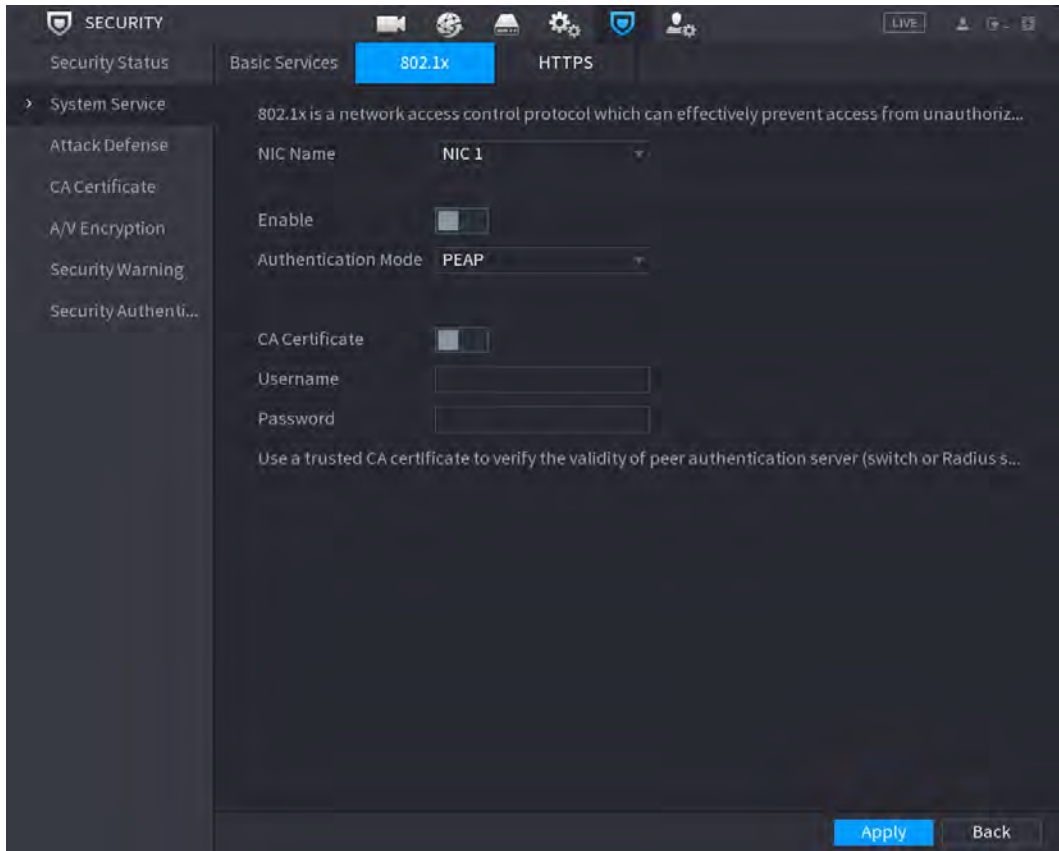 SECURITY
LIVE
Security Status
Basic Services 802.1x HTTPS
System Service
802.1x is a network access control protocol which can effectively prevent access from unauthoriz...
Attack Defense
NIC Name NIC 1
CA Certificate
A/V Encryption
Enable
Security Warning
Authentication Mode PEAP
Security Authenti...
CA Certificate
Username
Password
Use a trusted CA certificate to verify the validity of peer authentication server (switch or Radius s...
Apply Back